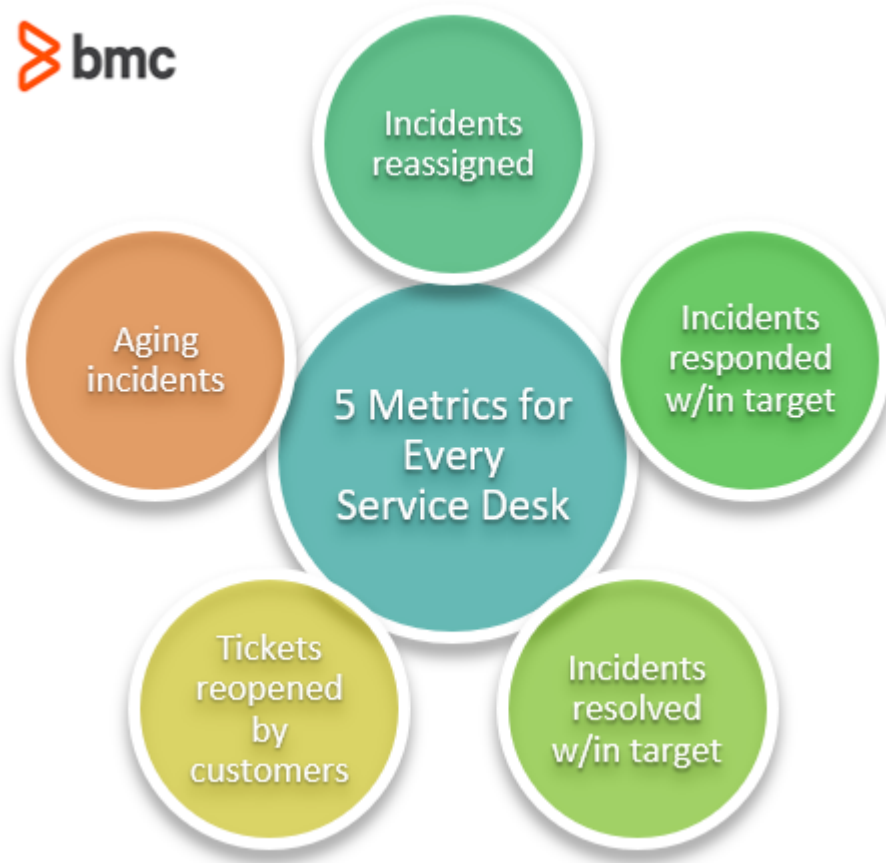 bmc
Incidents
reassigned
Incidents
responded
w/in target
Incidents
resolved
w/in target
Tickets
reopened
by
customers
Aging
incidents
5 Metrics for
Every
Service Desk